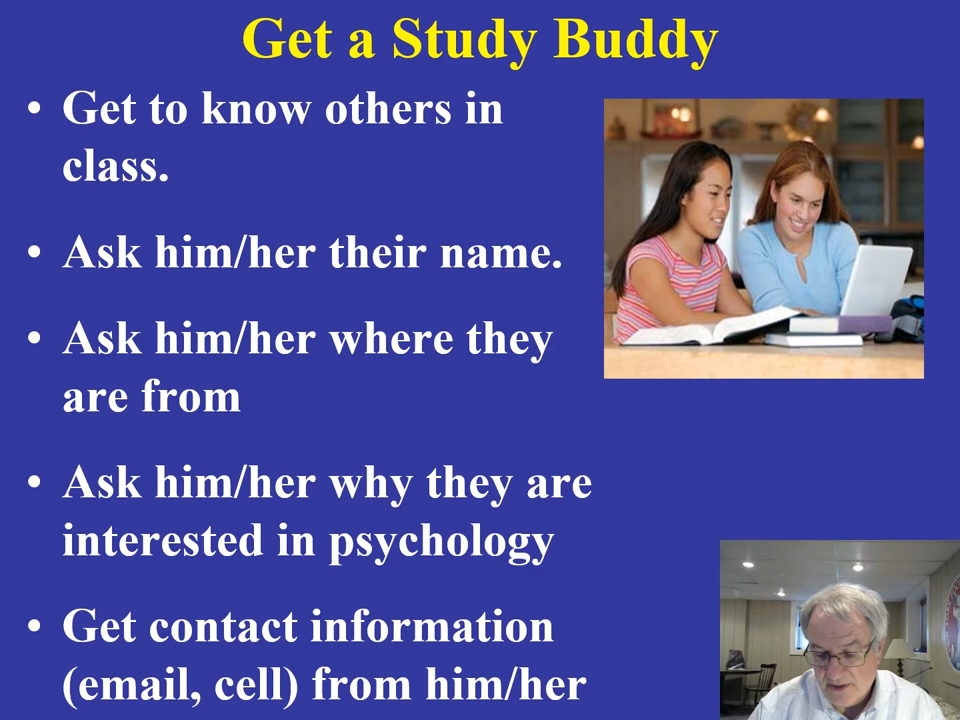 Get a Study Buddy
• Get to know others in
class.
• Ask him/her their name.
• Ask him/her where they
are from
• Ask him/her why they are
interested in psychology
• Get contact information
(email, cell) from him/her